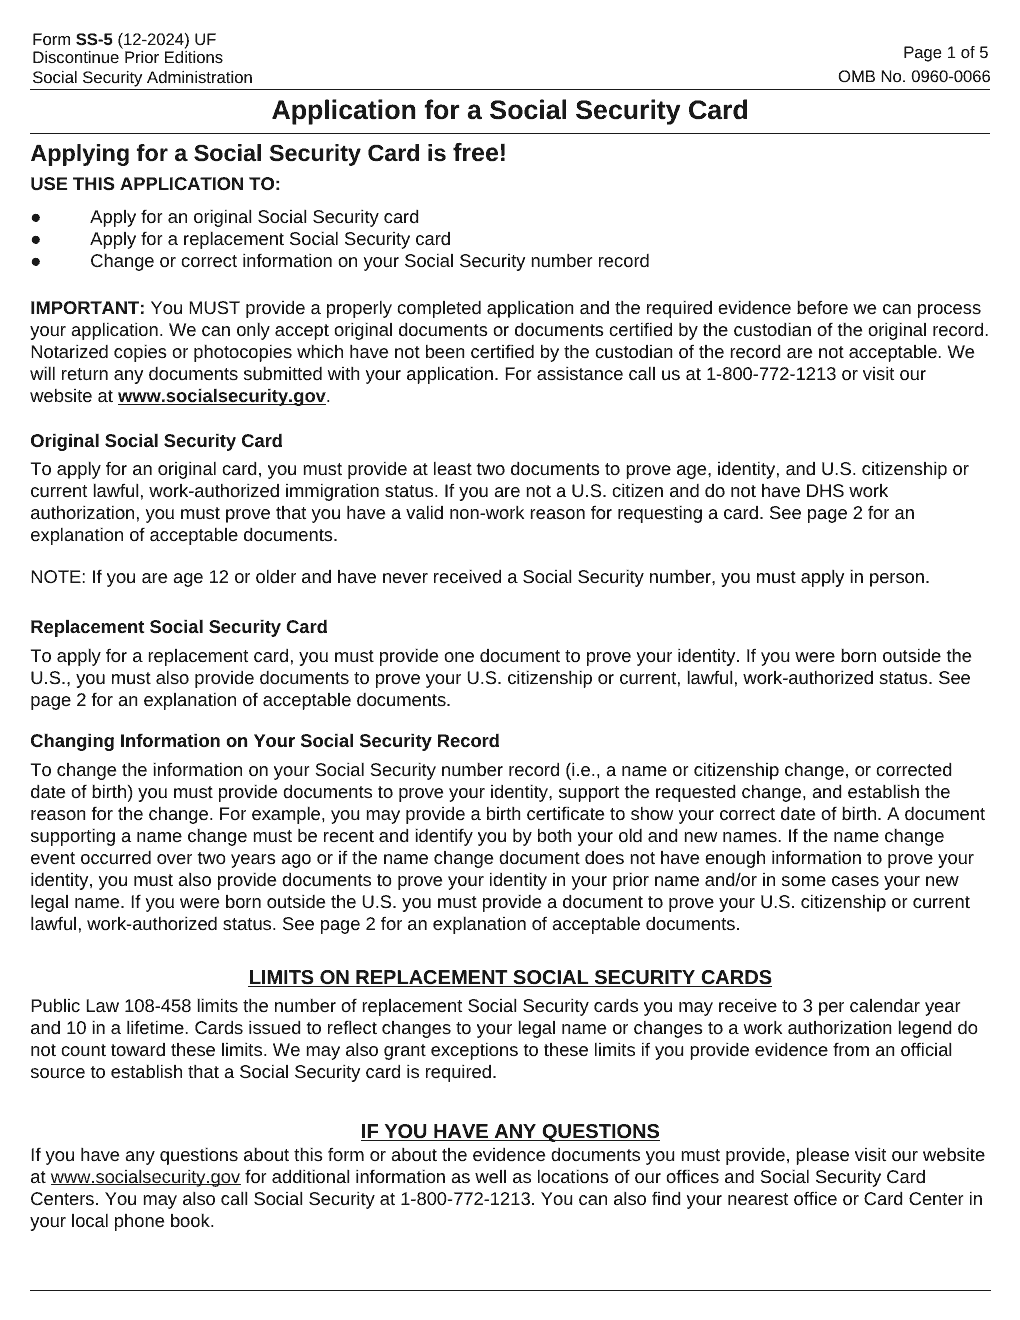 Form SS-5 (12-2024) UF
Discontinue Prior Editions
Social Security Administration
Page 1 of 5
OMB No. 0960-0066
Application for a Social Security Card
Applying for a Social Security Card is free!
USE THIS APPLICATION TO:
● Apply for an original Social Security card
● Apply for a replacement Social Security card
● Change or correct information on your Social Security number record
IMPORTANT: You MUST provide a properly completed application and the required evidence before we can process
your application. We can only accept original documents or documents certified by the custodian of the original record.
Notarized copies or photocopies which have not been certified by the custodian of the record are not acceptable. We
will return any documents submitted with your application. For assistance call us at 1-800-772-1213 or visit our
website at www.socialsecurity.gov.
Original Social Security Card
To apply for an original card, you must provide at least two documents to prove age, identity, and U.S. citizenship or
current lawful, work-authorized immigration status. If you are not a U.S. citizen and do not have DHS work
authorization, you must prove that you have a valid non-work reason for requesting a card. See page 2 for an
explanation of acceptable documents.
NOTE: If you are age 12 or older and have never received a Social Security number, you must apply in person.
Replacement Social Security Card
To apply for a replacement card, you must provide one document to prove your identity. If you were born outside the
U.S., you must also provide documents to prove your U.S. citizenship or current, lawful, work-authorized status. See
page 2 for an explanation of acceptable documents.
Changing Information on Your Social Security Record
To change the information on your Social Security number record (i.e., a name or citizenship change, or corrected
date of birth) you must provide documents to prove your identity, support the requested change, and establish the
reason for the change. For example, you may provide a birth certificate to show your correct date of birth. A document
supporting a name change must be recent and identify you by both your old and new names. If the name change
event occurred over two years ago or if the name change document does not have enough information to prove your
identity, you must also provide documents to prove your identity in your prior name and/or in some cases your new
legal name. If you were born outside the U.S. you must provide a document to prove your U.S. citizenship or current
lawful, work-authorized status. See page 2 for an explanation of acceptable documents.
LIMITS ON REPLACEMENT SOCIAL SECURITY CARDS
Public Law 108-458 limits the number of replacement Social Security cards you may receive to 3 per calendar year
and 10 in a lifetime. Cards issued to reflect changes to your legal name or changes to a work authorization legend do
not count toward these limits. We may also grant exceptions to these limits if you provide evidence from an official
source to establish that a Social Security card is required.
IF YOU HAVE ANY QUESTIONS
If you have any questions about this form or about the evidence documents you must provide, please visit our website
at www.socialsecurity.gov for additional information as well as locations of our offices and Social Security Card
Centers. You may also call Social Security at 1-800-772-1213. You can also find your nearest office or Card Center in
your local phone book.